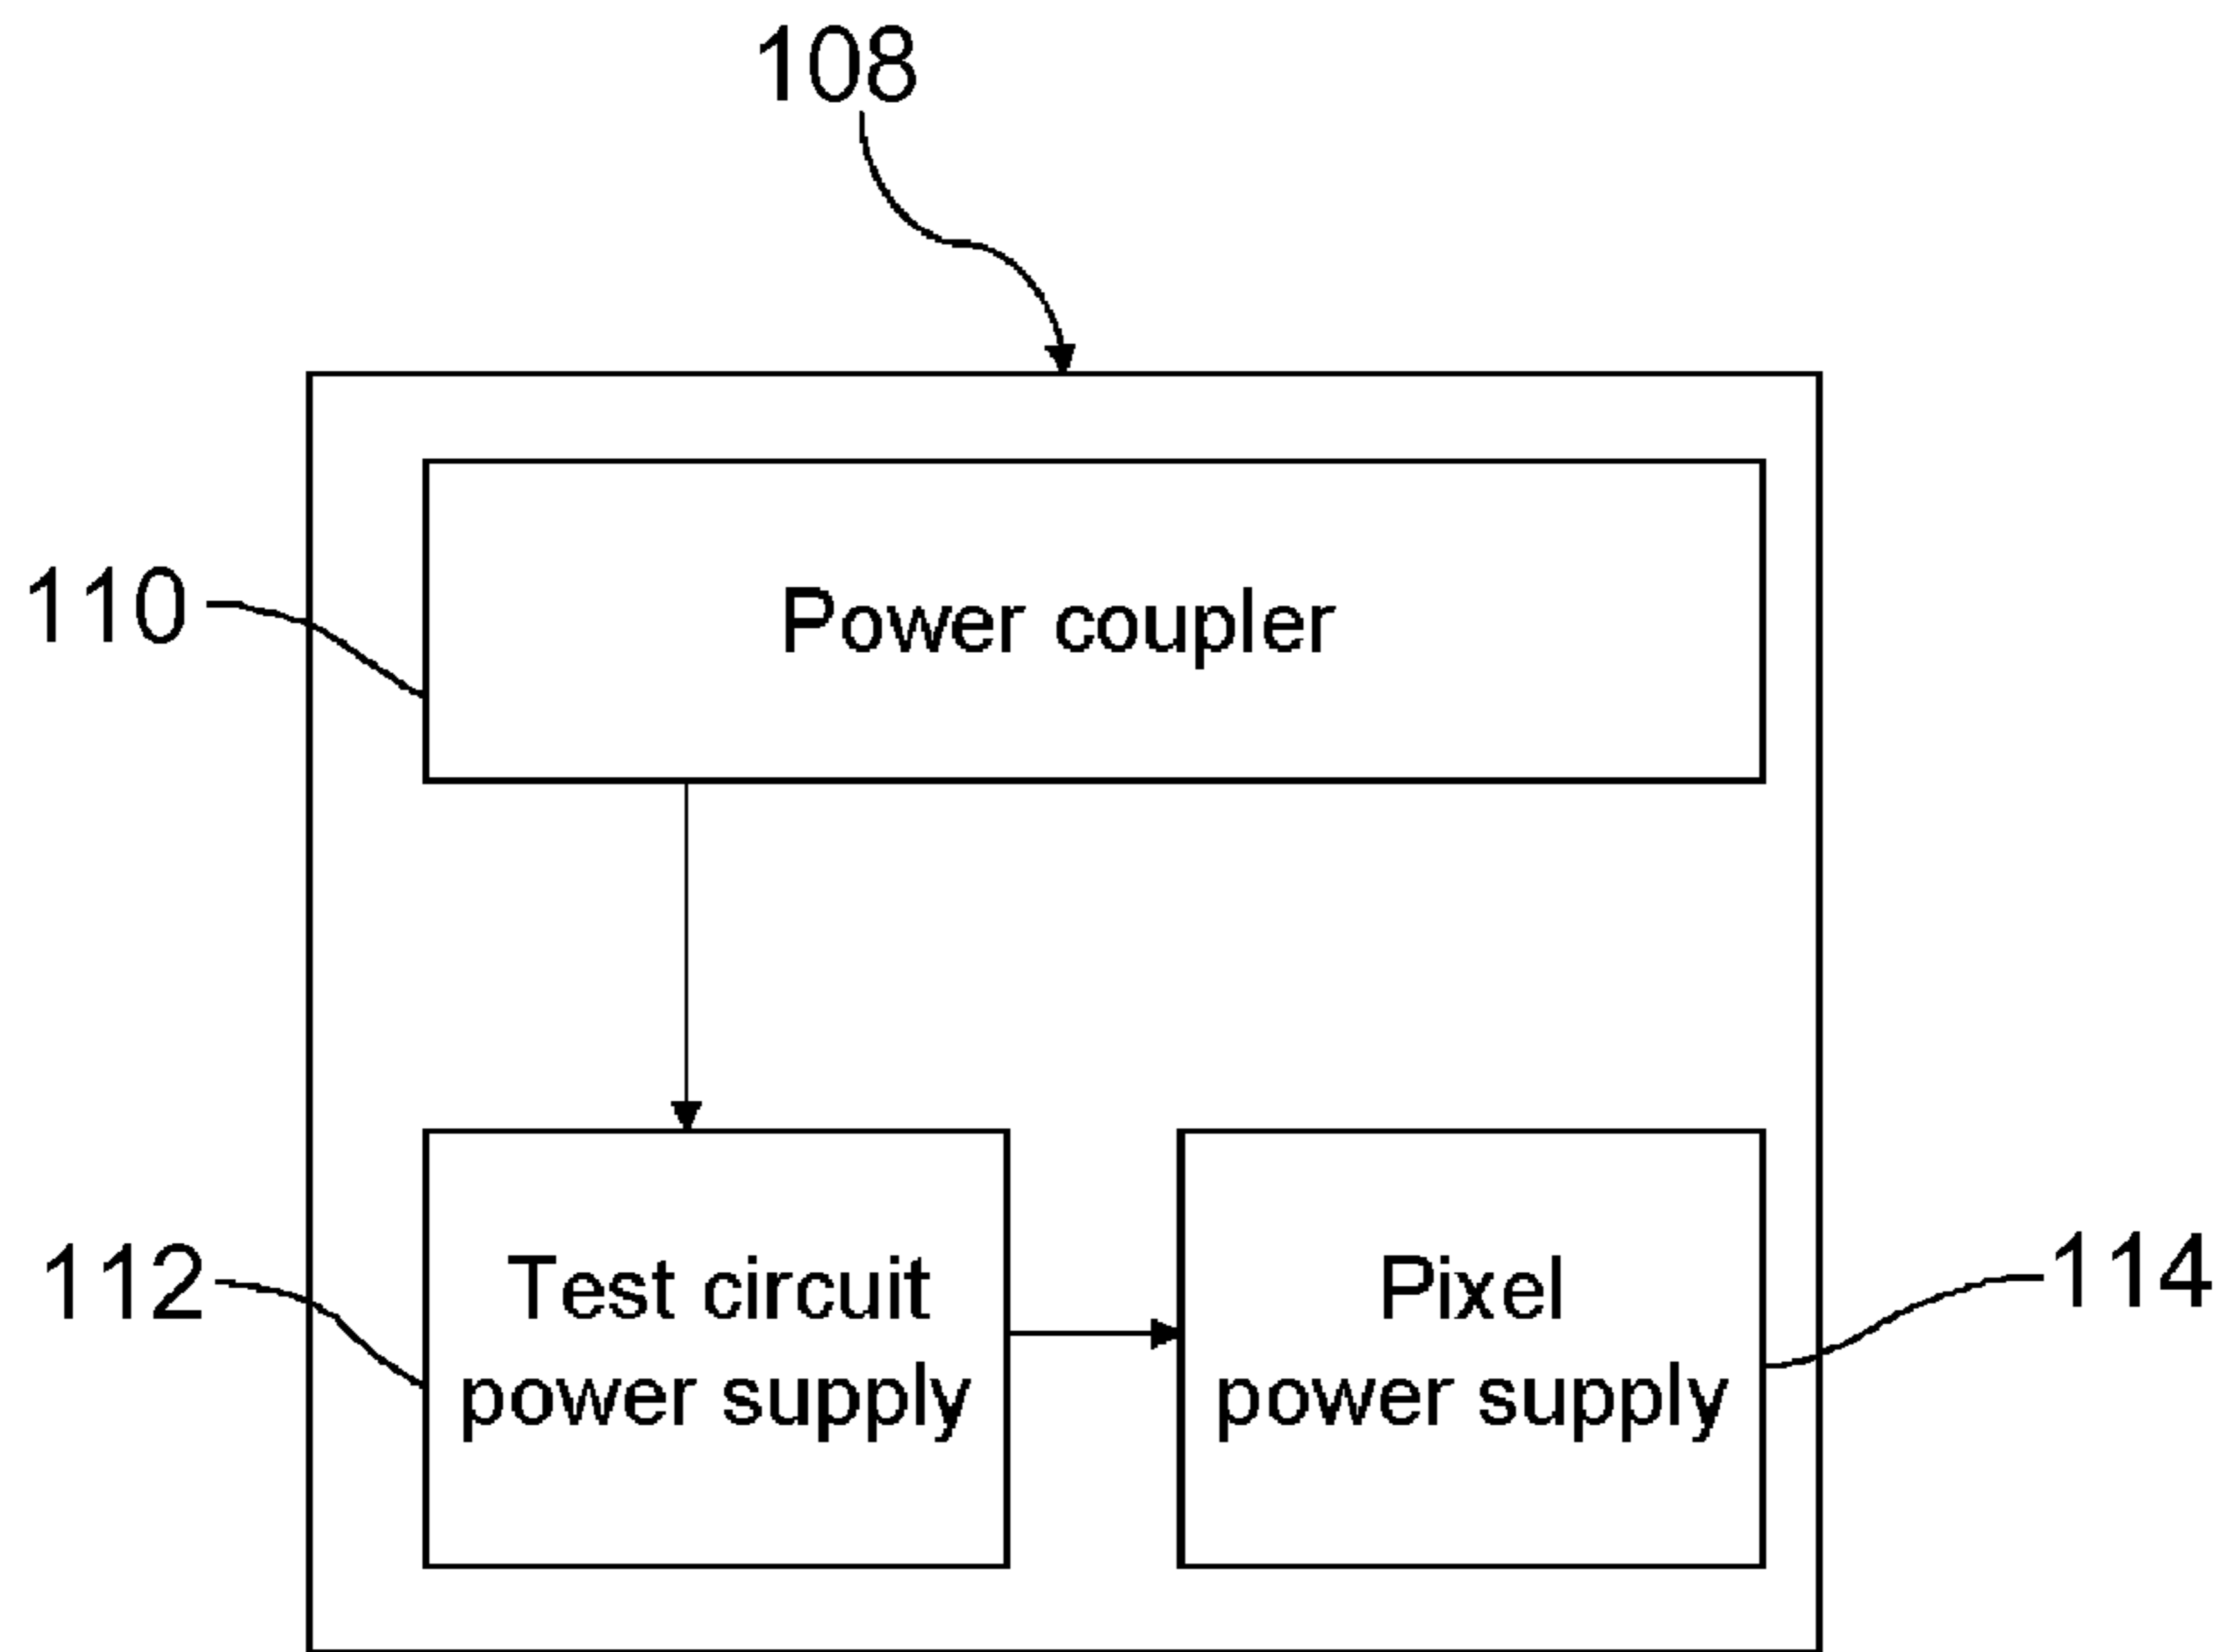 108
110
Power coupler
112
Test circuit
power supply
Pixel
power supply
114